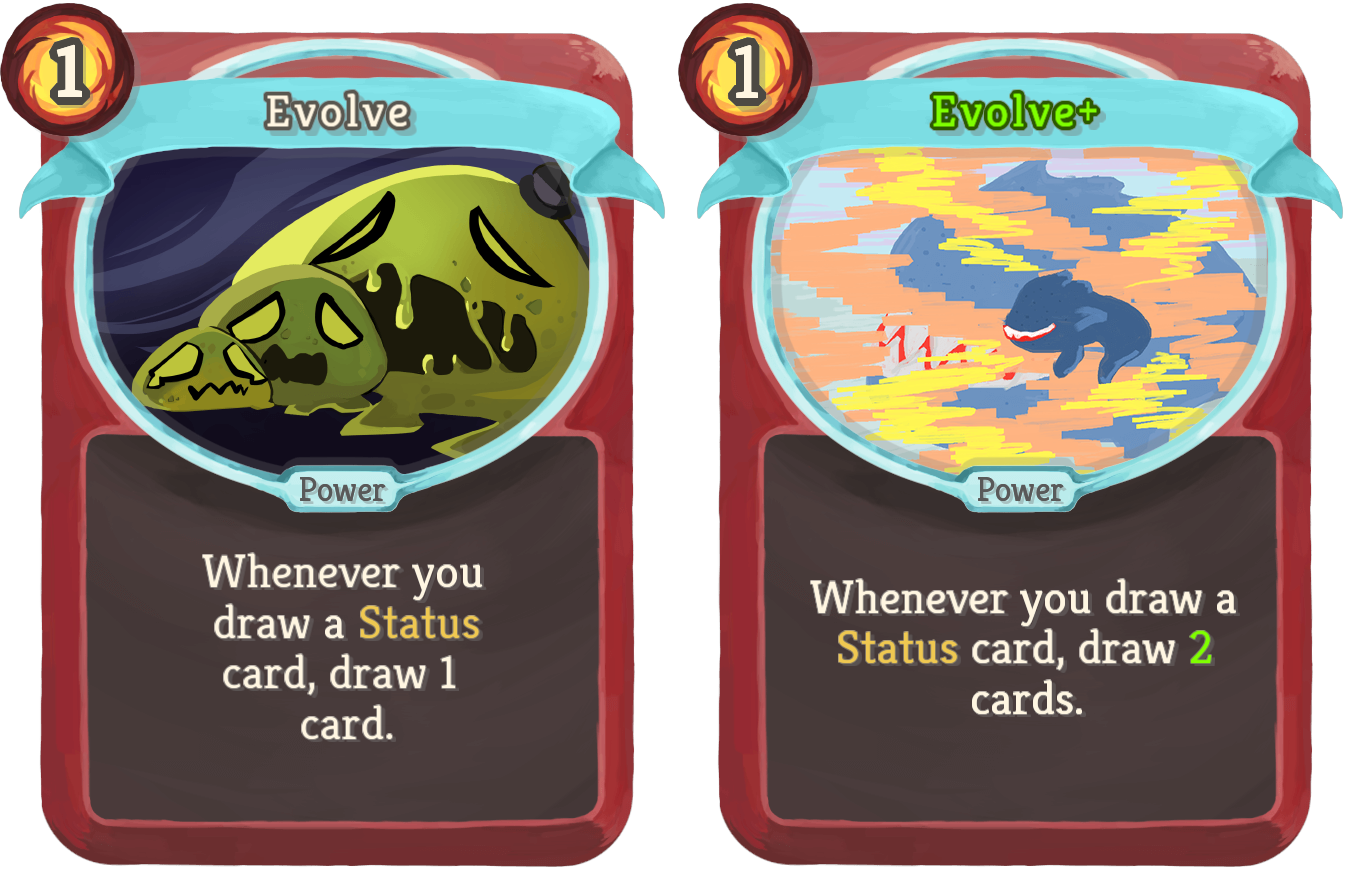 1
Evolve
Power
Whenever you
draw a Status
card, draw 1
card.
1
Evolve+
Power
Whenever you draw a
Status card, draw 2
cards.